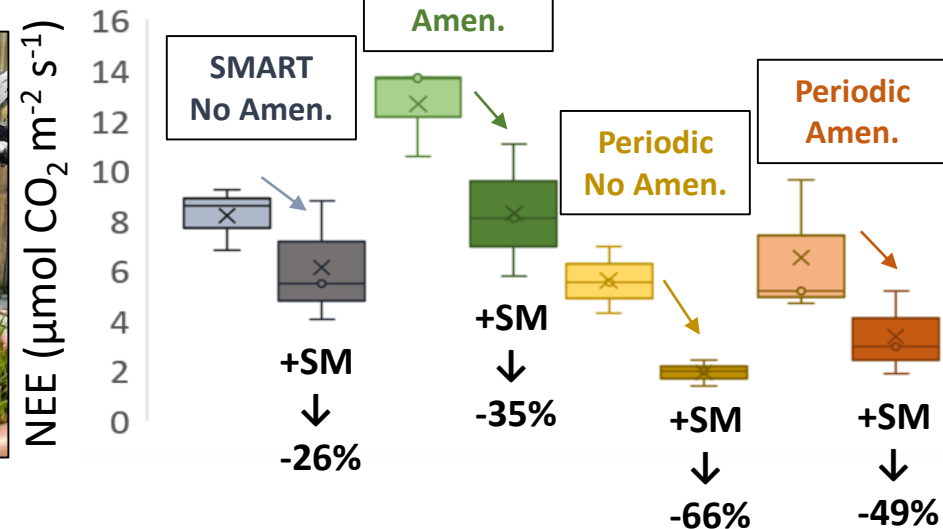 NEE (μmol CO₂ m⁻² s⁻¹)
16
14
12
10
8
6
4
2
0
SMART
No Amen.
Amen.
Periodic
No Amen.
Periodic
Amen.
+SM
↓
-26%
+SM
↓
-35%
+SM
↓
-66%
+SM
↓
-49%